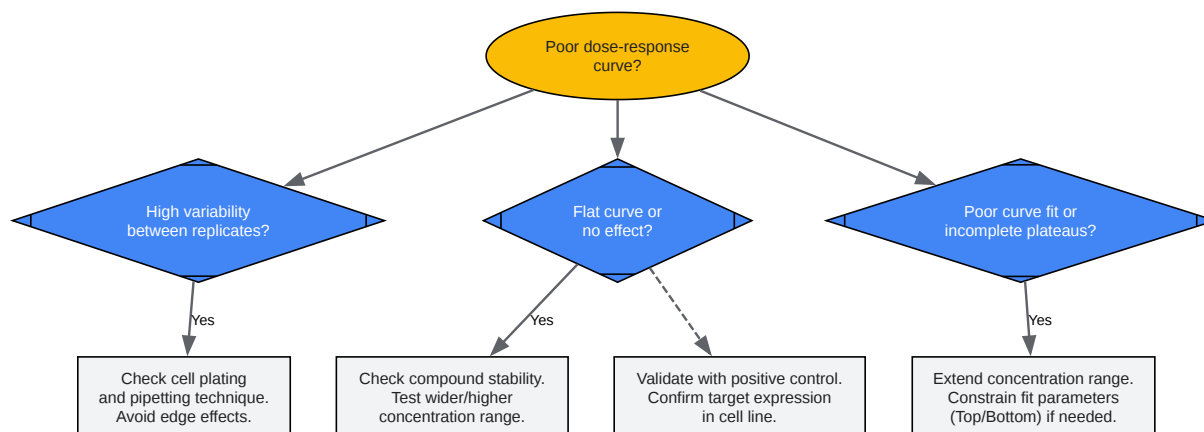 Poor dose-response
curve?
High variability
between replicates?
Flat curve or
no effect?
Poor curve fit or
incomplete plateaus?
Yes
Yes
Yes
Check cell plating
and pipetting technique.
Avoid edge effects.
Check compound stability.
Test wider/higher
concentration range.
Validate with positive control.
Confirm target expression
in cell line.
Extend concentration range.
Constrain fit parameters
(Top/Bottom) if needed.